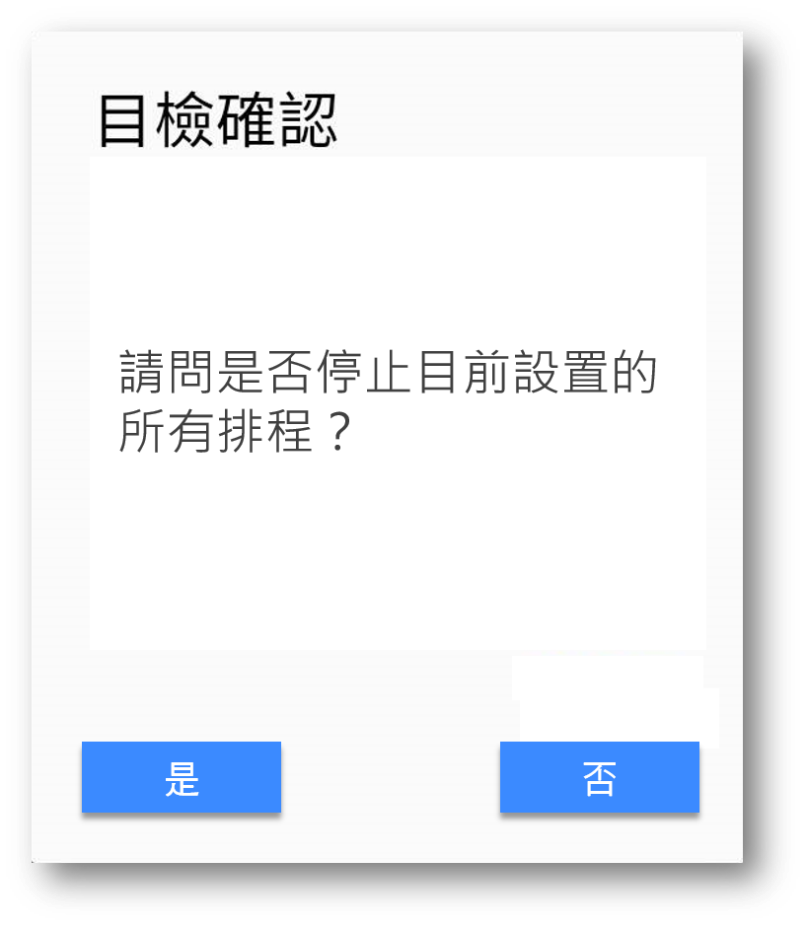 目檢確認
請問是否停止目前設置的
所有排程？
是
否